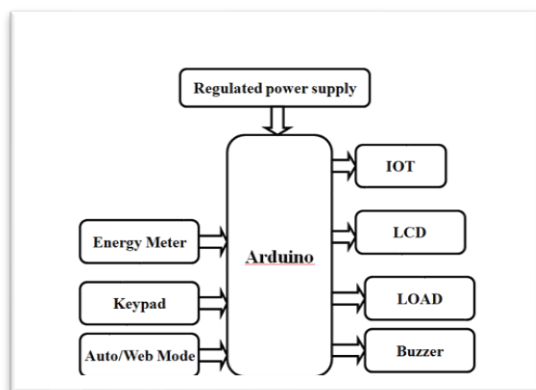 Regulated power supply
IOT
LCD
Energy Meter
Arduino
Keypad
LOAD
Auto/Web Mode
Buzzer